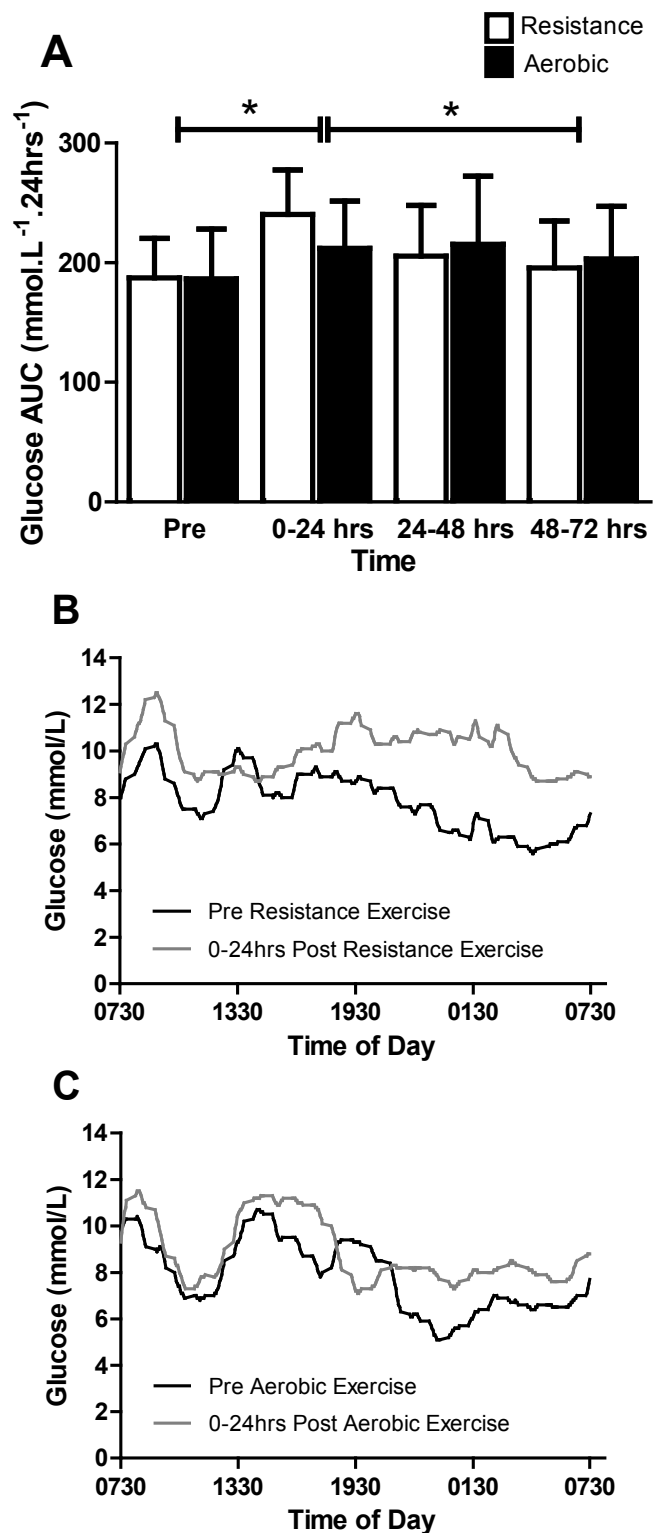 Resistance
Aerobic
A
* *
Glucose AUC (mmol.L⁻¹.24hrs⁻¹)
300
200
100
0
Pre 0-24 hrs 24-48 hrs 48-72 hrs
Time
B
Glucose (mmol/L)
14
12
10
8
6
4
2
0
Pre Resistance Exercise
0-24hrs Post Resistance Exercise
0730 1330 1930 0130 0730
Time of Day
C
Glucose (mmol/L)
14
12
10
8
6
4
2
0
Pre Aerobic Exercise
0-24hrs Post Aerobic Exercise
0730 1330 1930 0130 0730
Time of Day